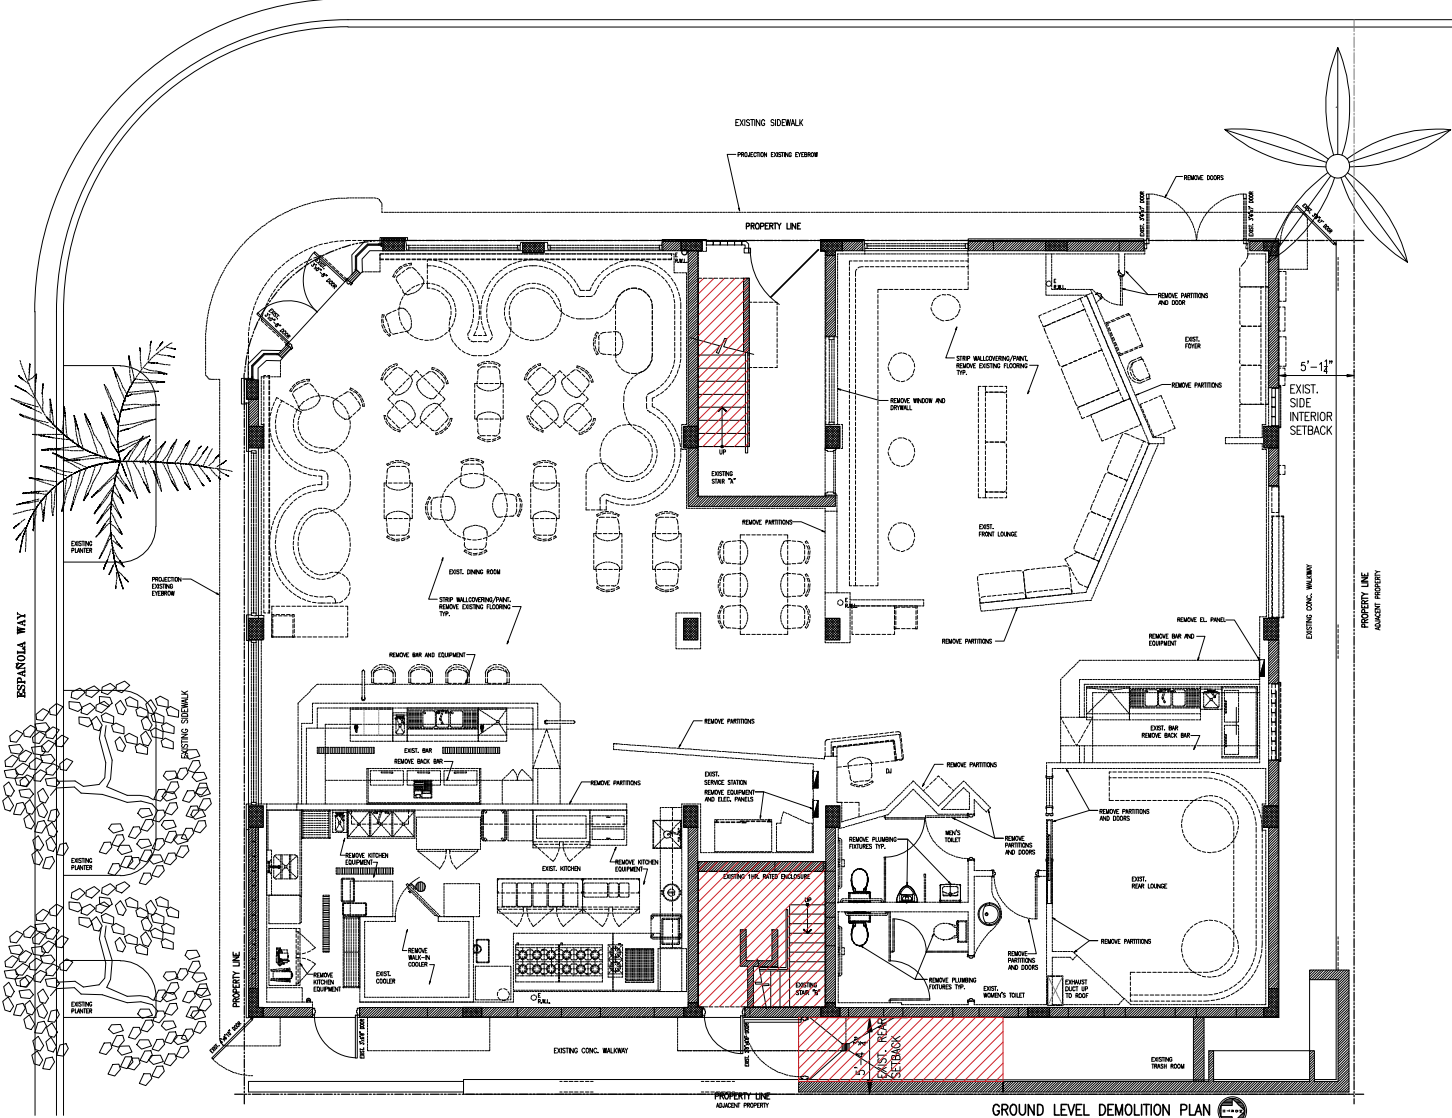 EXISTING SIDEWALK
PROJECTION EXISTING EYEBROW
REMOVE DOORS
PROPERTY LINE
REMOVE PARTITIONS
AND DOOR
EXIST.
FOYER
STRIP WALLCOVERING/PAINT.
REMOVE EXISTING FLOORING
TYP.
REMOVE PARTITIONS
REMOVE WINDOW AND
DRYWALL
5'-1¼"
EXIST.
SIDE
INTERIOR
SETBACK
UP
EXISTING
STAIR "A"
REMOVE PARTITIONS
EXIST.
FRONT LOUNGE
EXISTING
PLANTER
PROJECTION
EXISTING
EYEBROW
EXIST. DINING ROOM
STRIP WALLCOVERING/PAINT.
REMOVE EXISTING FLOORING
TYP.
EXISTING CONC. WALKWAY
PROPERTY LINE
ADJACENT PROPERTY
ESPAÑOLA WAY
EXISTING SIDEWALK
REMOVE PARTITIONS
REMOVE EL. PANEL
REMOVE BAR AND
EQUIPMENT
REMOVE BAR AND EQUIPMENT
EXIST. BAR
REMOVE BACK BAR
REMOVE PARTITIONS
EXIST. BAR
REMOVE BACK BAR
EXIST.
SERVICE STATION
REMOVE EQUIPMENT
AND ELEC. PANELS
DJ
REMOVE PARTITIONS
REMOVE PARTITIONS
REMOVE PARTITIONS
AND DOORS
REMOVE KITCHEN
EQUIPMENT
EXIST. KITCHEN
REMOVE KITCHEN
EQUIPMENT
REMOVE PLUMBING
FIXTURES TYP.
MEN'S
TOILET
REMOVE
PARTITIONS
AND DOORS
EXISTING
PLANTER
EXISTING 1HR. RATED ENCLOSURE
UP
EXIST.
REAR LOUNGE
REMOVE
WALK-IN
COOLER
EXIST.
COOLER
REMOVE
KITCHEN
EQUIPMENT
REMOVE
PARTITIONS
AND DOORS
REMOVE PARTITIONS
REMOVE PLUMBING
FIXTURES TYP.
EXIST.
WOMEN'S TOILET
EXHAUST
DUCT UP
TO ROOF
EXISTING
STAIR "B"
EXISTING
PLANTER
PROPERTY LINE
EXISTING CONC. WALKWAY
EXIST. REAR
SETBACK
EXISTING
TRASH ROOM
PROPERTY LINE
ADJACENT PROPERTY
GROUND LEVEL DEMOLITION PLAN